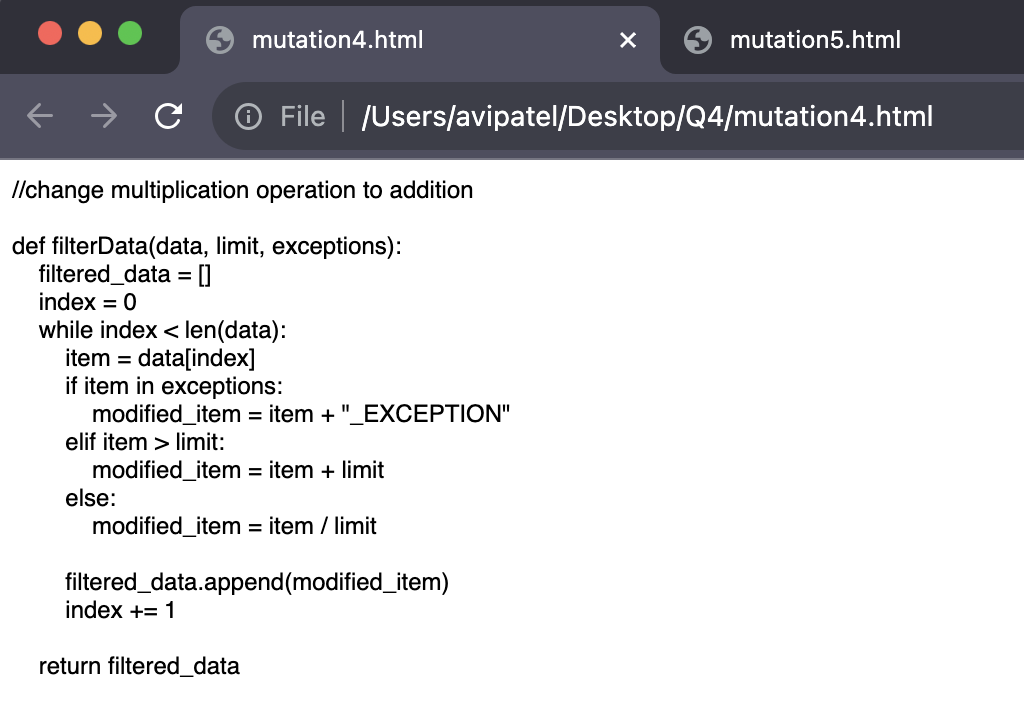 mutation4.html
mutation5.html
File
/Users/avipatel/Desktop/Q4/mutation4.html
//change multiplication operation to addition
def filterData(data, limit, exceptions):
filtered_data = []
index = 0
while index < len(data):
item = data[index]
if item in exceptions:
modified_item = item + "_EXCEPTION"
elif item > limit:
modified_item = item + limit
else:
modified_item = item / limit
filtered_data.append(modified_item)
index += 1
return filtered_data